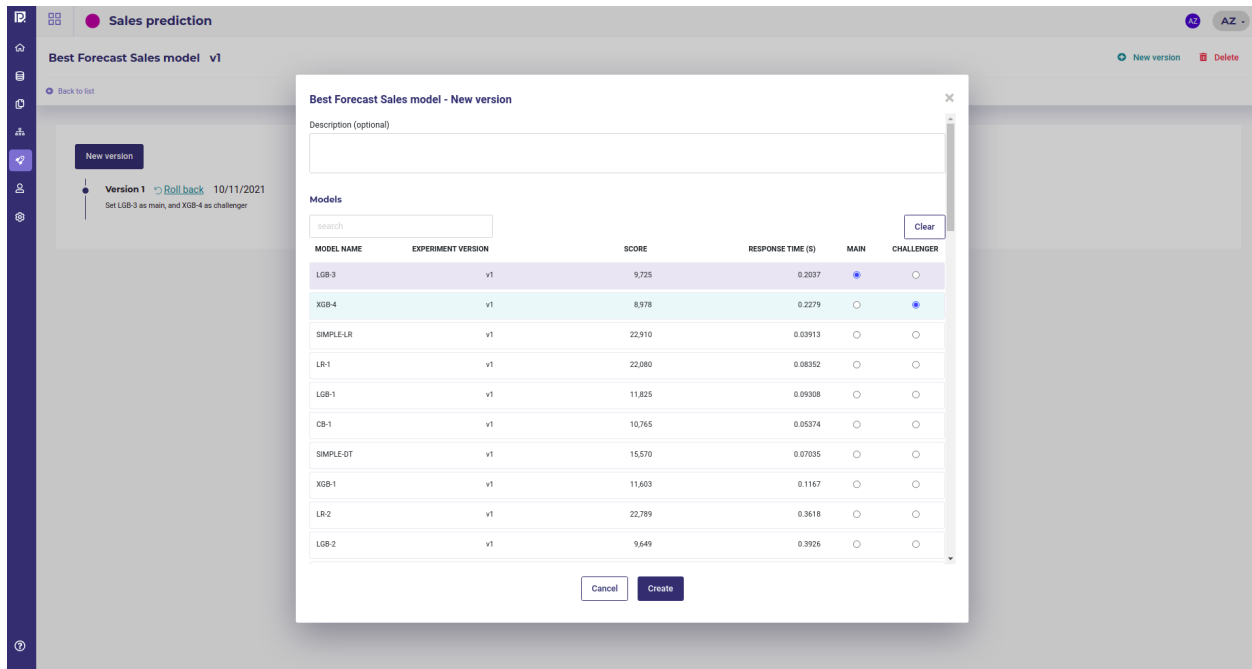 Sales prediction
AZ
AZ
Best Forecast Sales model v1
New version
Delete
Back to list
New version
Version 1 Roll back 10/11/2021
Set LGB-3 as main, and XGB-4 as challenger
Best Forecast Sales model - New version
Description (optional)
Models
search
Clear
MODEL NAME EXPERIMENT VERSION SCORE RESPONSE TIME (S) MAIN CHALLENGER
LGB-3 v1 9,725 0.2037
XGB-4 v1 8,978 0.2279
SIMPLE-LR v1 22,910 0.03913
LR-1 v1 22,080 0.08352
LGB-1 v1 11,825 0.09308
CB-1 v1 10,765 0.05374
SIMPLE-DT v1 15,570 0.07035
XGB-1 v1 11,603 0.1167
LR-2 v1 22,789 0.3618
LGB-2 v1 9,649 0.3926
Cancel Create